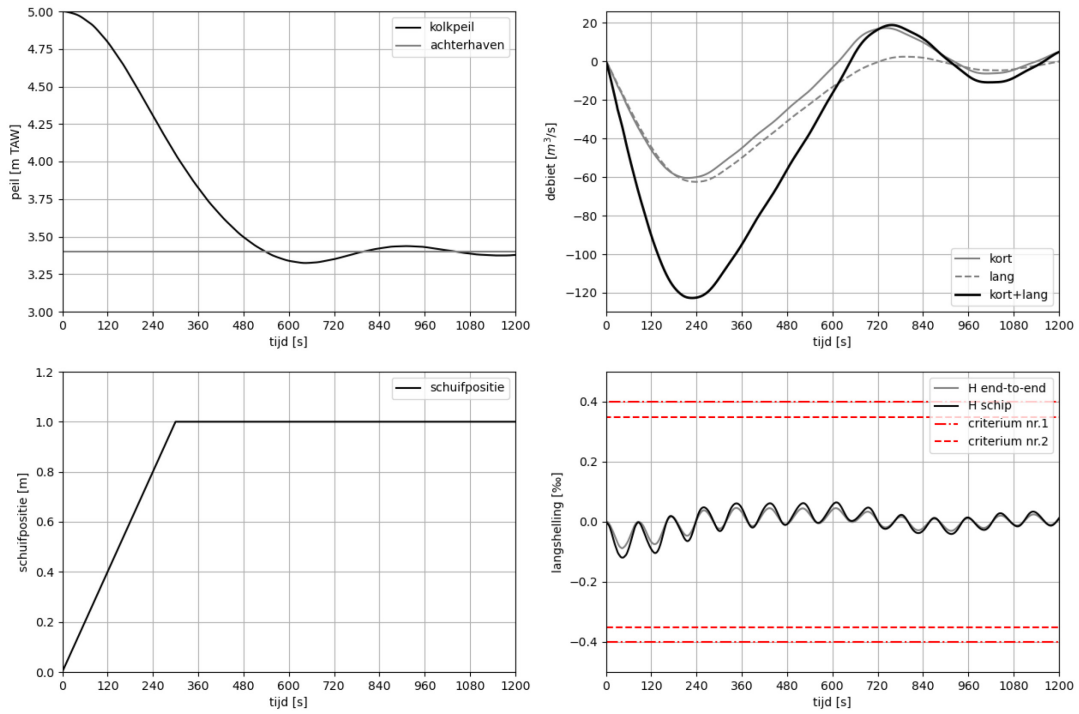 5.00
4.75
4.50
4.25
4.00
3.75
3.50
3.25
3.00
peil [m TAW]
kolkpeil
achterhaven
0 120 240 360 480 600 720 840 960 1080 1200
tijd [s]
20
0
−20
−40
−60
−80
−100
−120
debiet [m³/s]
kort
lang
kort+lang
0 120 240 360 480 600 720 840 960 1080 1200
tijd [s]
1.2
1.0
0.8
0.6
0.4
0.2
0.0
schuifpositie [m]
schuifpositie
0 120 240 360 480 600 720 840 960 1080 1200
tijd [s]
0.4
0.2
0.0
−0.2
−0.4
langshelling [‰]
H end-to-end
H schip
criterium nr.1
criterium nr.2
0 120 240 360 480 600 720 840 960 1080 1200
tijd [s]